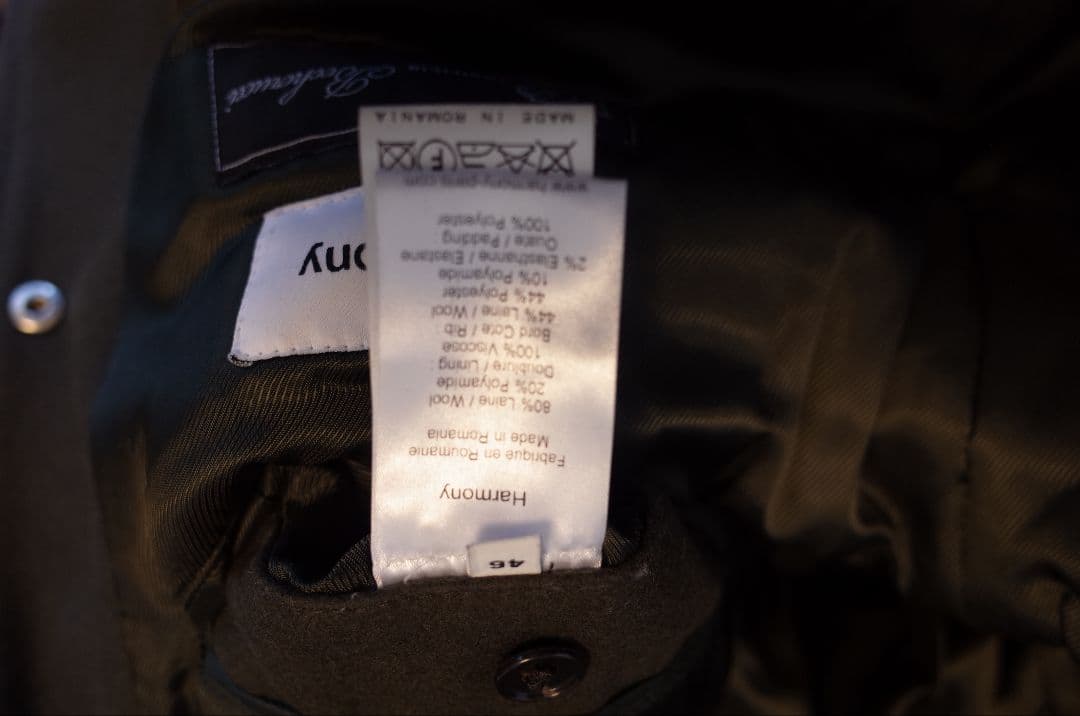 46
Harmony
Fabriqué en Roumanie
Made in Romania
80% Laine / Wool
20% Polyamide
Doublure / Lining :
100% Viscose
Bord Cote / Rib :
44% Laine / Wool
44% Polyester
10% Polyamide
2% Elasthanne / Elastane
Ouate / Padding
100% Polyester
www.harmony-paris.com
F
MADE IN ROMANIA
ony